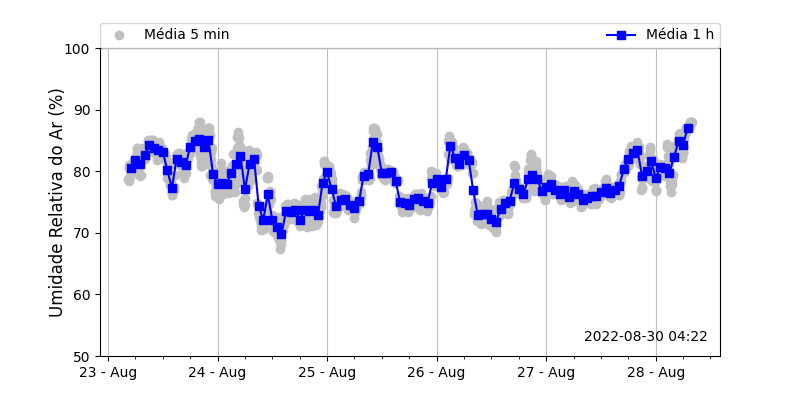 Média 5 min Média 1 h
Umidade Relativa do Ar (%)
100
90
80
70
60
50
2022-08-30 04:22
23 - Aug 24 - Aug 25 - Aug 26 - Aug 27 - Aug 28 - Aug